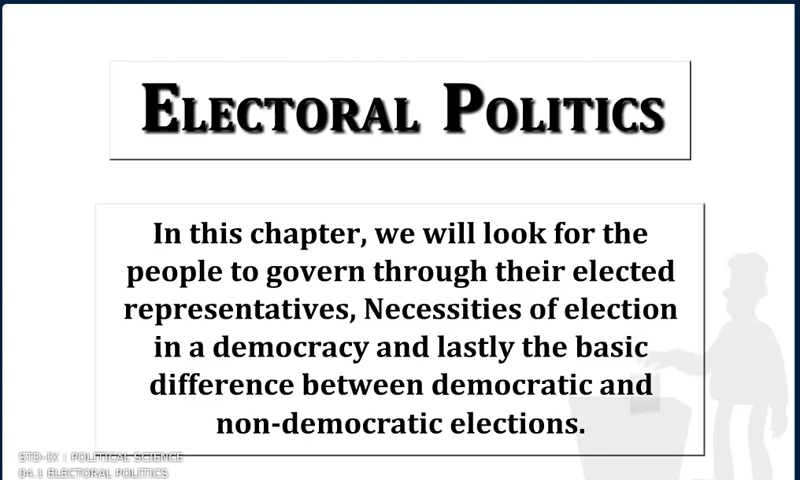 ELECTORAL POLITICS
In this chapter, we will look for the
people to govern through their elected
representatives, Necessities of election
in a democracy and lastly the basic
difference between democratic and
non-democratic elections.
STD-IX : POLITICAL SCIENCE
04.1 ELECTORAL POLITICS